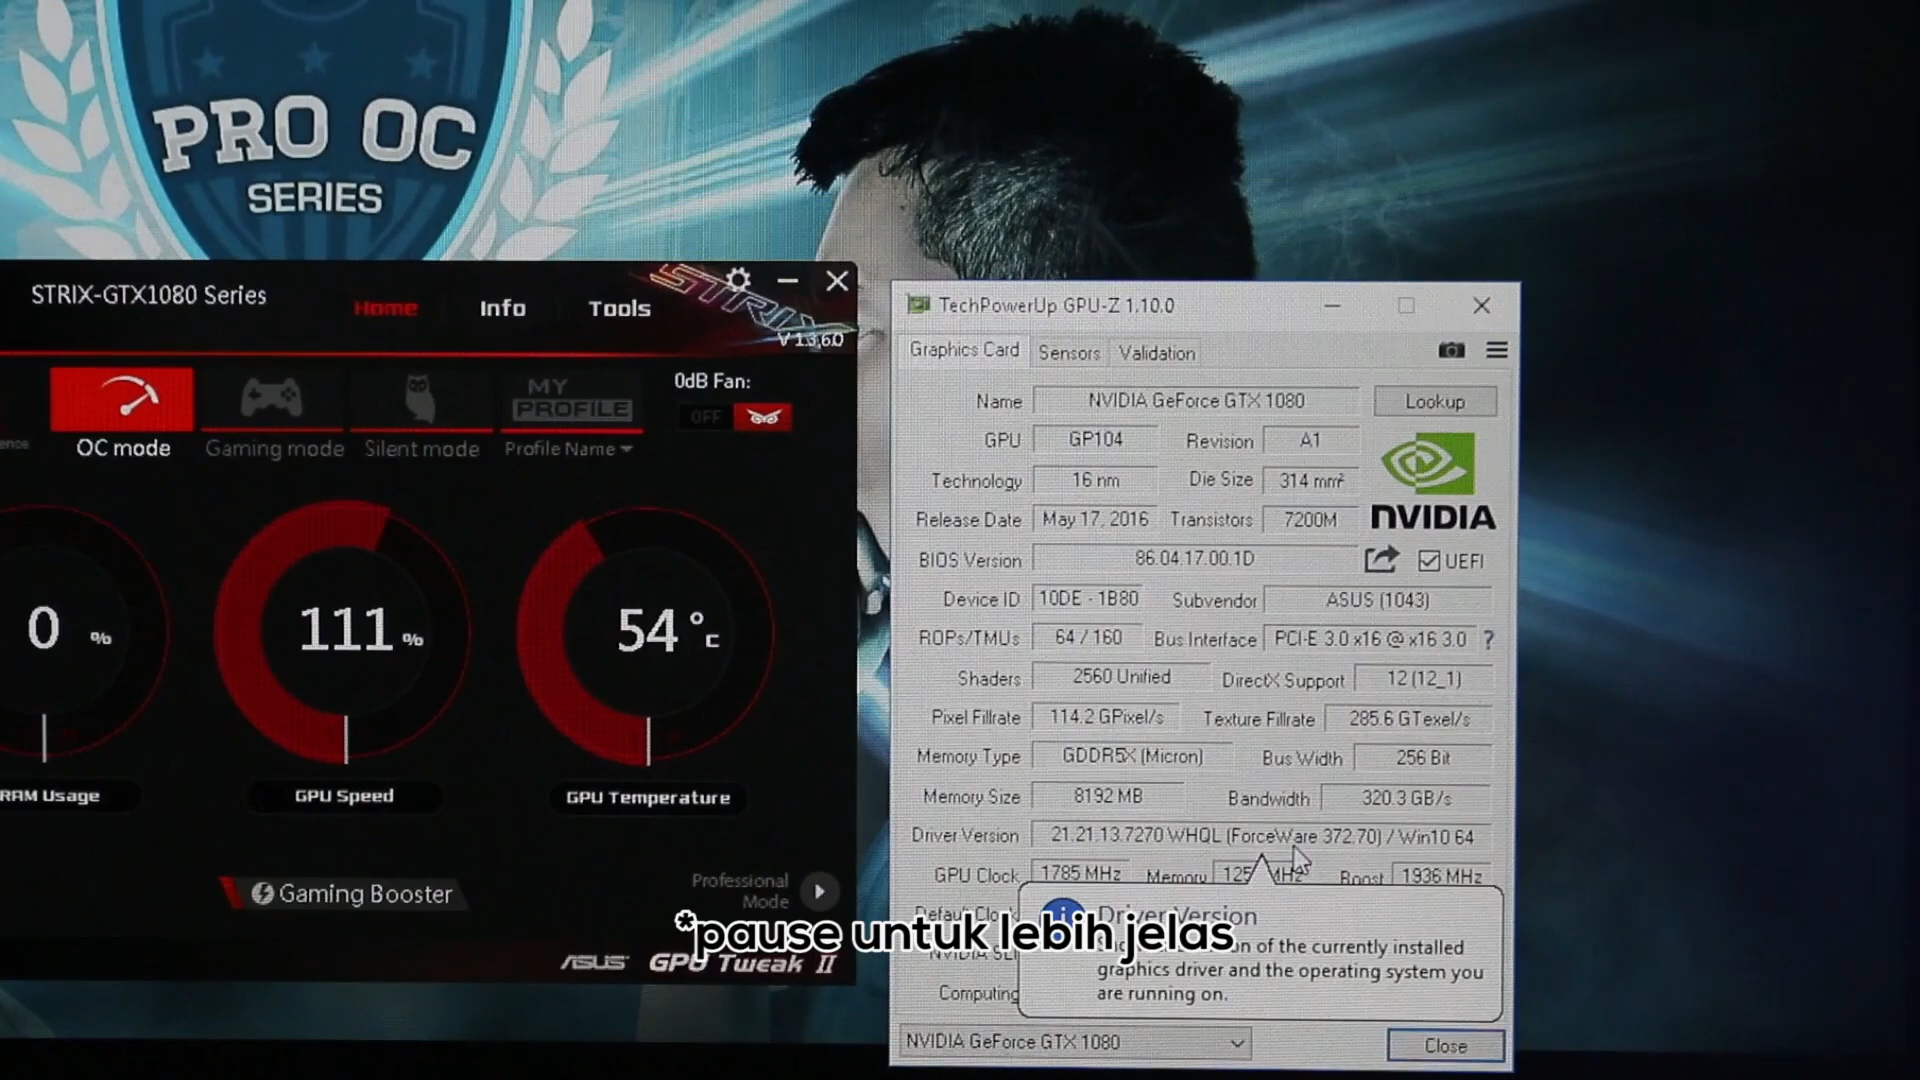 PRO OC
SERIES
STRIX-GTX1080 Series
Home Info Tools
STRIX
V 1.3.6.0
MY
PROFILE
0dB Fan:
OFF
OC mode Gaming mode Silent mode Profile Name
0 %
111 %
54 °C
RAM Usage
GPU Speed
GPU Temperature
Gaming Booster
Professional
Mode
ASUS GPU Tweak II
TechPowerUp GPU-Z 1.10.0
Graphics Card Sensors Validation
Name NVIDIA GeForce GTX 1080 Lookup
GPU GP104 Revision A1
Technology 16 nm Die Size 314 mm²
Release Date May 17, 2016 Transistors 7200M
NVIDIA
BIOS Version 86.04.17.00.1D UEFI
Device ID 10DE - 1B80 Subvendor ASUS (1043)
ROPs/TMUs 64 / 160 Bus Interface PCI-E 3.0 x16 @ x16 3.0 ?
Shaders 2560 Unified DirectX Support 12 (12_1)
Pixel Fillrate 114.2 GPixel/s Texture Fillrate 285.6 GTexel/s
Memory Type GDDR5X (Micron) Bus Width 256 Bit
Memory Size 8192 MB Bandwidth 320.3 GB/s
Driver Version 21.21.13.7270 WHQL (ForceWare 372.70) / Win10 64
GPU Clock 1785 MHz Memory MHz Boost 1936 MHz
Driver Version
of the currently installed
graphics driver and the operating system you
are running on.
Computing
NVIDIA GeForce GTX 1080 Close
*pause untuk lebih jelas